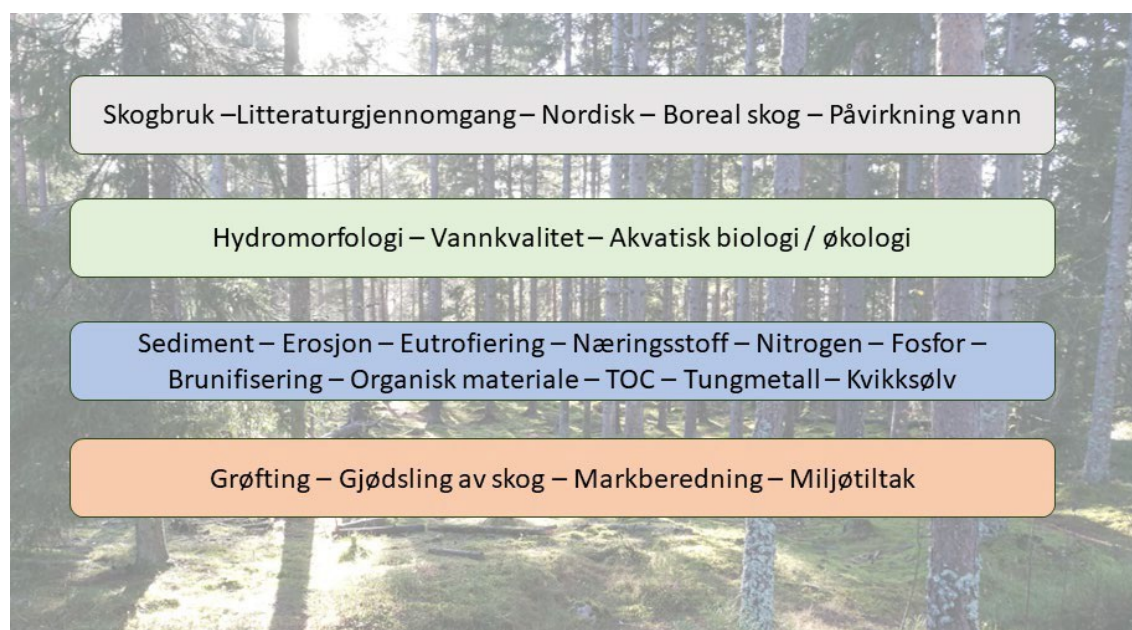 Skogbruk –Litteraturgjennomgang – Nordisk – Boreal skog – Påvirkning vann
Hydromorfologi – Vannkvalitet – Akvatisk biologi / økologi
Sediment – Erosjon – Eutrofiering – Næringsstoff – Nitrogen – Fosfor –
Brunifisering – Organisk materiale – TOC – Tungmetall – Kvikksølv
Grøfting – Gjødsling av skog – Markberedning – Miljøtiltak